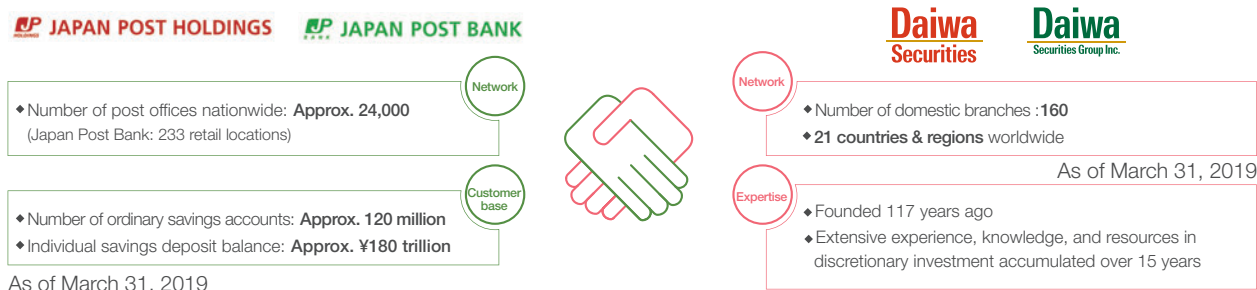 JP HOLDINGS JAPAN POST HOLDINGS
JP BANK JAPAN POST BANK
Network
◆Number of post offices nationwide: Approx. 24,000
(Japan Post Bank: 233 retail locations)
Customer
base
◆Number of ordinary savings accounts: Approx. 120 million
◆Individual savings deposit balance: Approx. ¥180 trillion
As of March 31, 2019
Daiwa
Securities
Daiwa
Securities Group Inc.
Network
◆Number of domestic branches :160
◆21 countries & regions worldwide
As of March 31, 2019
Expertise
◆Founded 117 years ago
◆Extensive experience, knowledge, and resources in
discretionary investment accumulated over 15 years